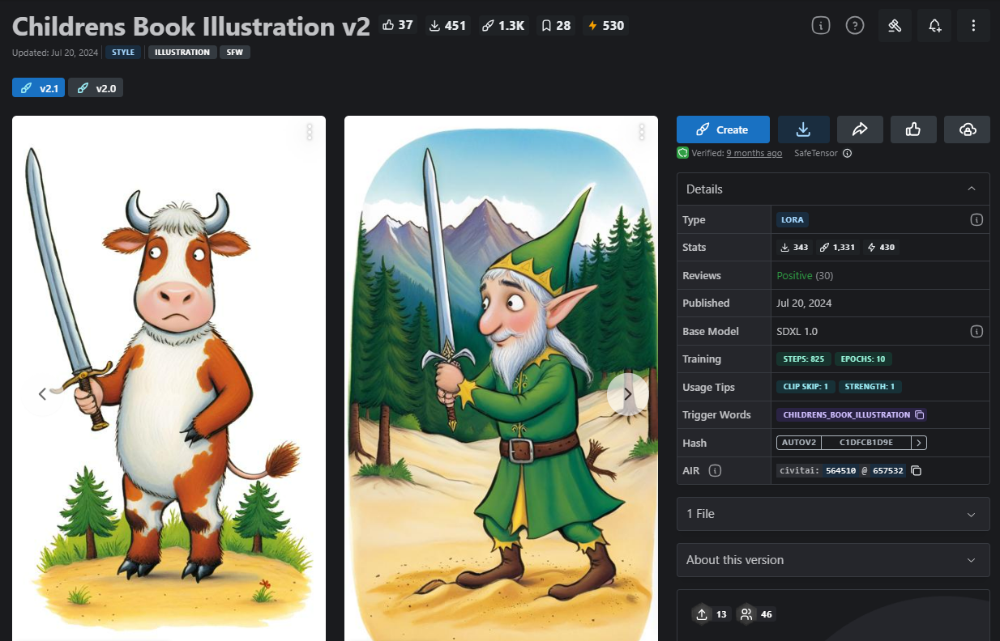 Childrens Book Illustration v2 37 451 1.3K 28 530
Updated: Jul 20, 2024 STYLE ILLUSTRATION SFW
v2.1 v2.0
Create
Verified: 9 months ago SafeTensor
Details
Type LORA
Stats 343 1,331 430
Reviews Positive (30)
Published Jul 20, 2024
Base Model SDXL 1.0
Training STEPS: 825 EPOCHS: 10
Usage Tips CLIP SKIP: 1 STRENGTH: 1
Trigger Words CHILDRENS_BOOK_ILLUSTRATION
Hash AUTOV2 C1DFCB1D9E
AIR civitai: 564510 @ 657532
1 File
About this version
13 46